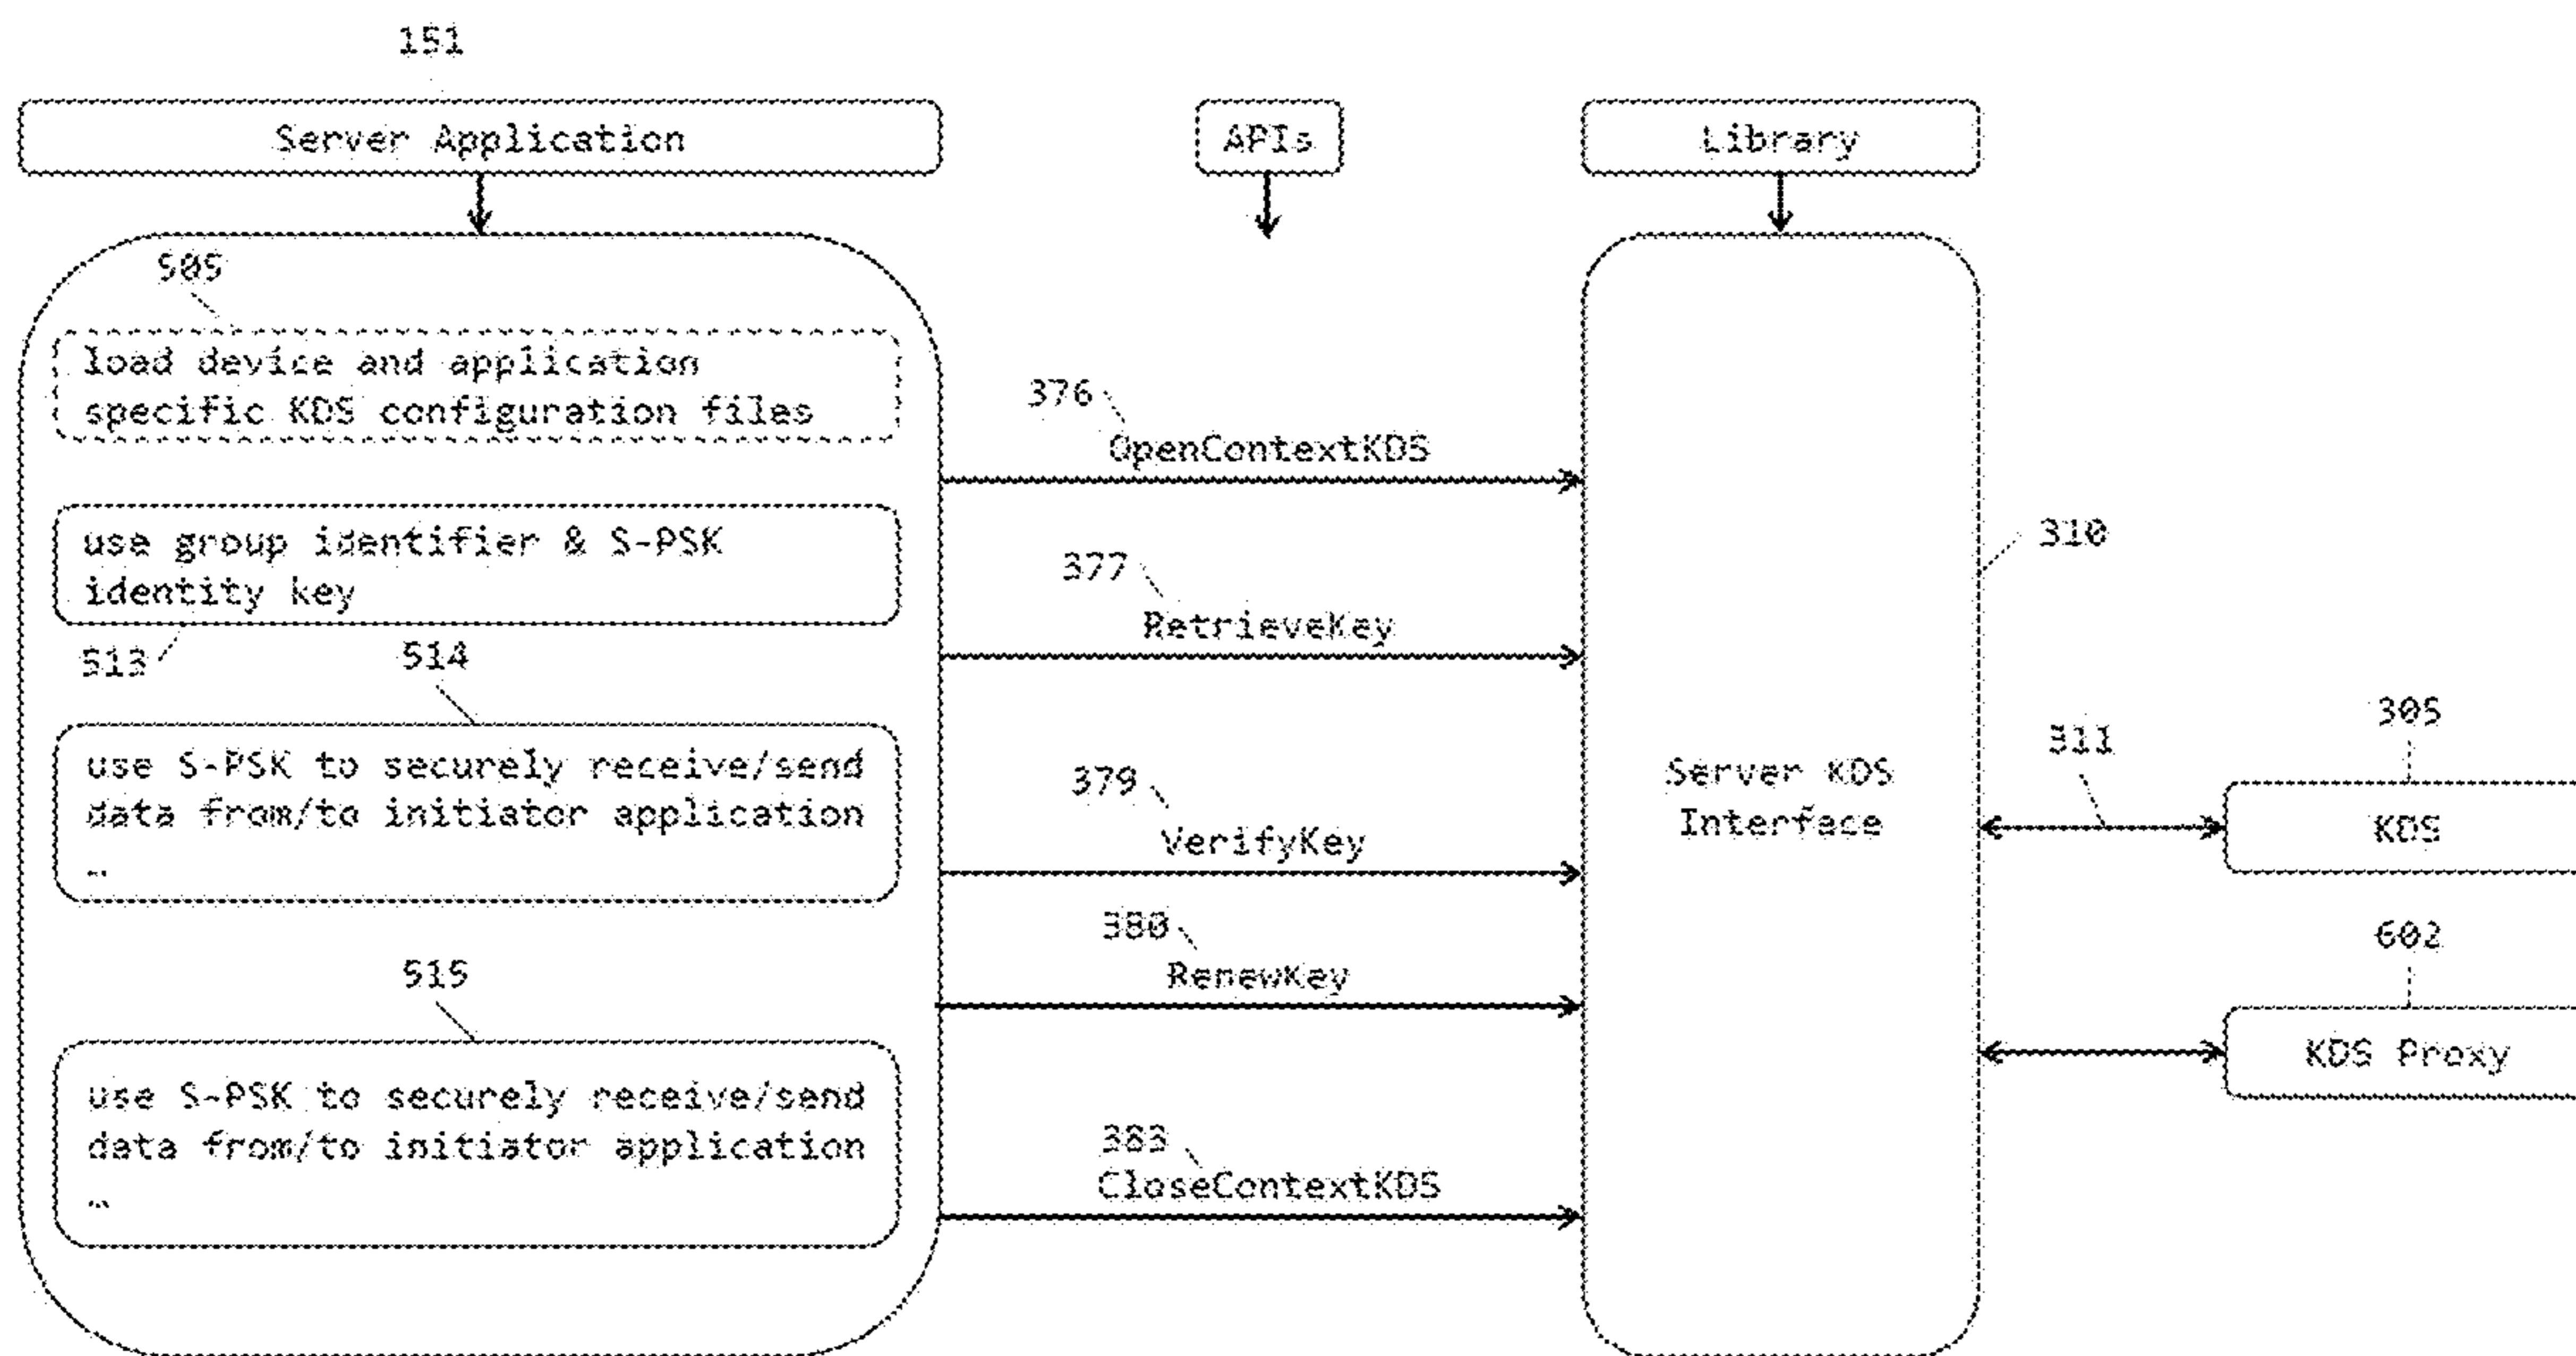 151
Server Application
APIs
Library
505
load device and application
specific KDS configuration files
376
OpenContextKDS
use group identifier & S-PSK
identity key
513
377
RetrieveKey
310
514
use S-PSK to securely receive/send
data from/to initiator application
…
379
VerifyKey
Server KDS
Interface
311
305
KDS
380
RenewKey
602
KDS Proxy
515
use S-PSK to securely receive/send
data from/to initiator application
…
383
CloseContextKDS